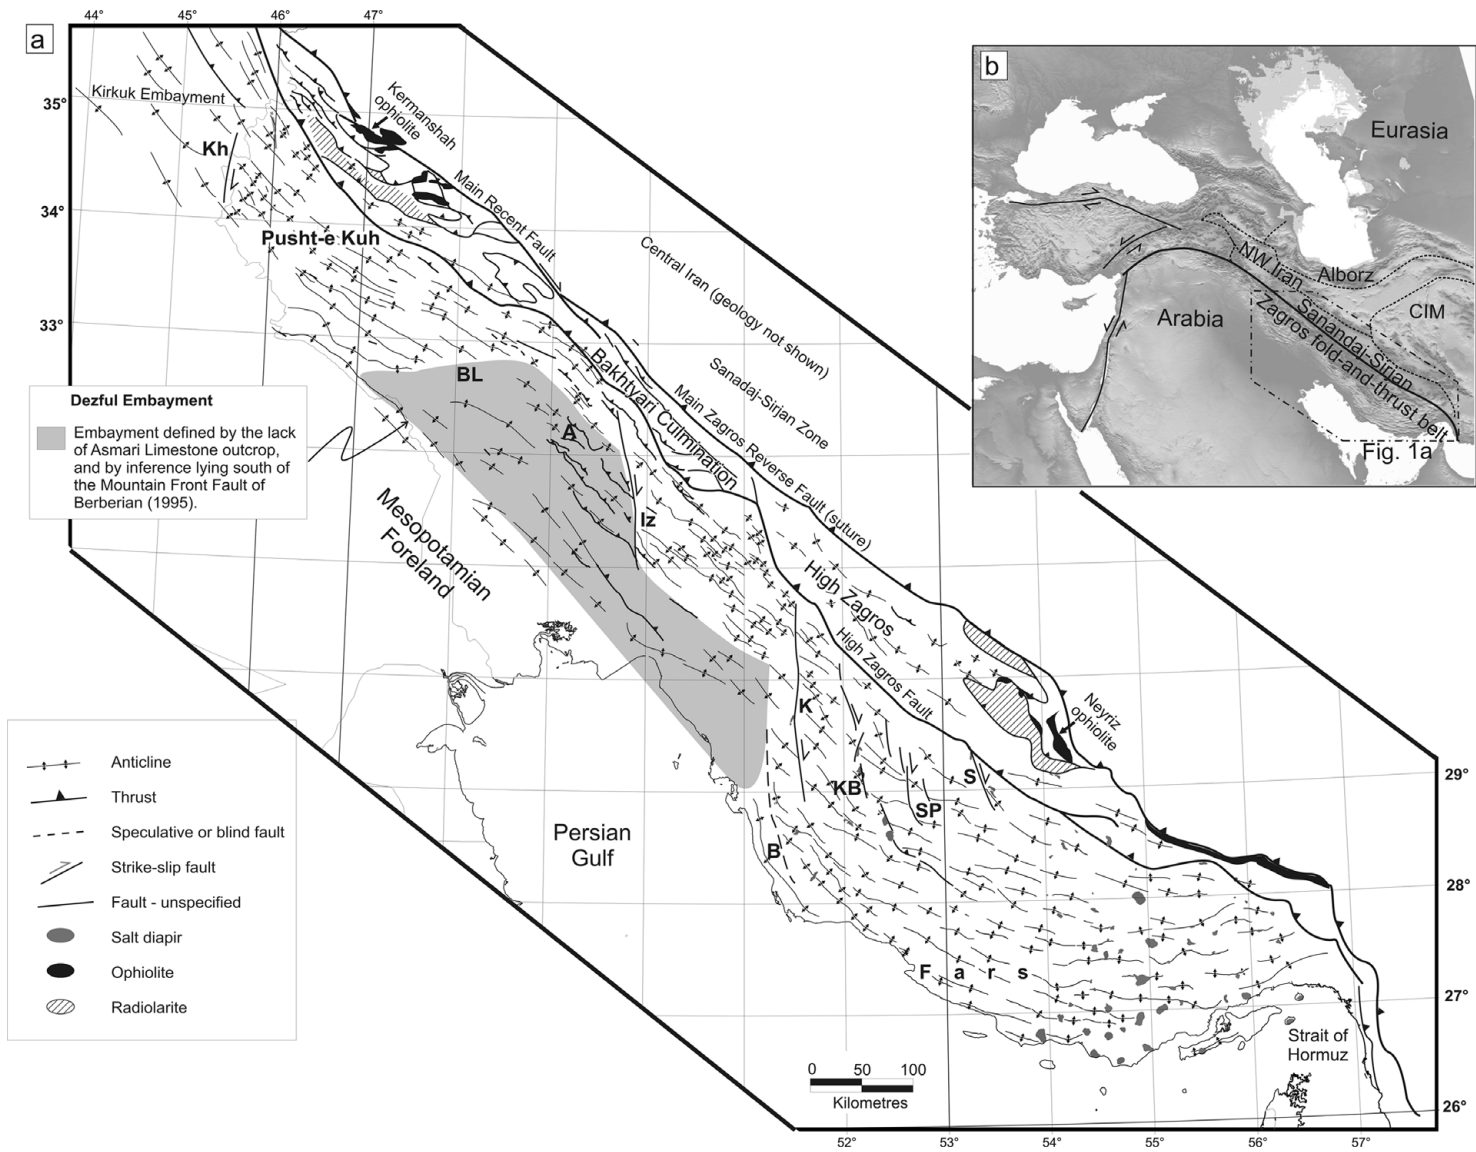 a
44°
45°
46°
47°
35°
34°
33°
Kirkuk Embayment
Kh
Kermanshah
ophiolite
Main Recent Fault
Pusht-e Kuh
Central Iran (geology not shown)
Sanadaj-Sirjan Zone
Bakhtyari Culmination
Main Zagros Reverse Fault (suture)
BL
A
Iz
Dezful Embayment
Embayment defined by the lack
of Asmari Limestone outcrop,
and by inference lying south of
the Mountain Front Fault of
Berberian (1995).
Mesopotamian
Foreland
High Zagros
High Zagros Fault
Neyriz
ophiolite
K
KB
SP
S
B
Persian
Gulf
Fars
Strait of
Hormuz
29°
28°
27°
26°
0 50 100
Kilometres
52°
53°
54°
55°
56°
57°
Anticline
Thrust
Speculative or blind fault
Strike-slip fault
Fault - unspecified
Salt diapir
Ophiolite
Radiolarite
b
Eurasia
NW Iran
Alborz
CIM
Arabia
Sanandaj-Sirjan
Zagros fold-and-thrust belt
Fig. 1a